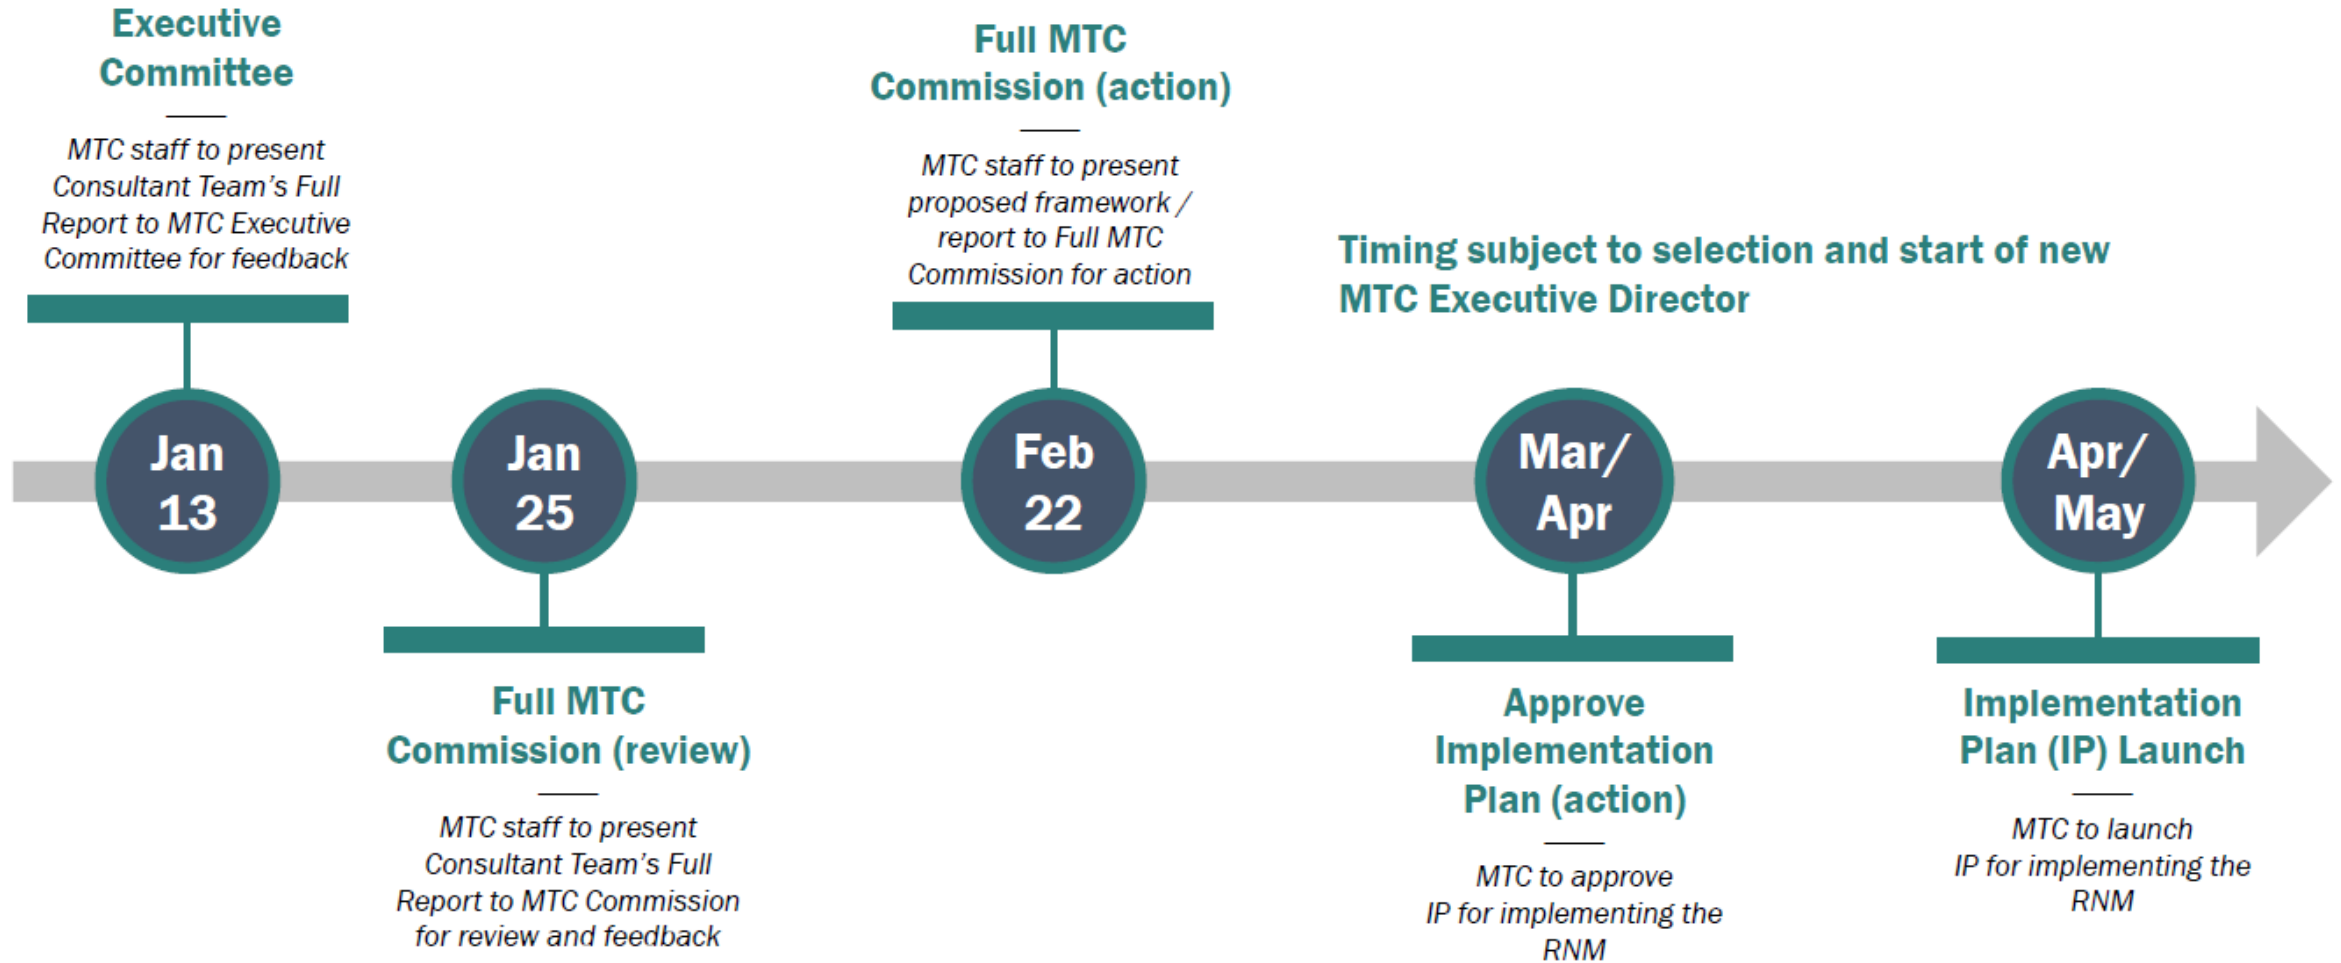 Executive
Committee
MTC staff to present
Consultant Team's Full
Report to MTC Executive
Committee for feedback
Jan
13
Jan
25
Full MTC
Commission (review)
MTC staff to present
Consultant Team's Full
Report to MTC Commission
for review and feedback
Full MTC
Commission (action)
MTC staff to present
proposed framework /
report to Full MTC
Commission for action
Feb
22
Timing subject to selection and start of new
MTC Executive Director
Mar/
Apr
Approve
Implementation
Plan (action)
MTC to approve
IP for implementing the
RNM
Apr/
May
Implementation
Plan (IP) Launch
MTC to launch
IP for implementing the
RNM